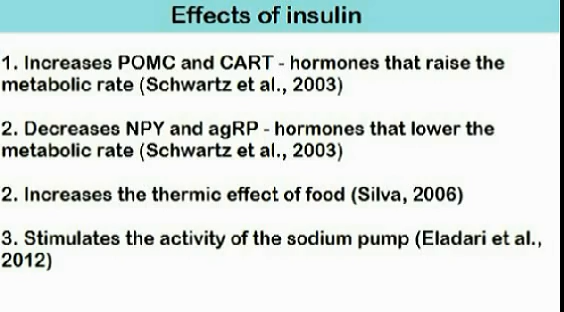 Effects of insulin
1. Increases POMC and CART - hormones that raise the
metabolic rate (Schwartz et al., 2003)
2. Decreases NPY and agRP - hormones that lower the
metabolic rate (Schwartz et al., 2003)
2. Increases the thermic effect of food (Silva, 2006)
3. Stimulates the activity of the sodium pump (Eladari et al.,
2012)